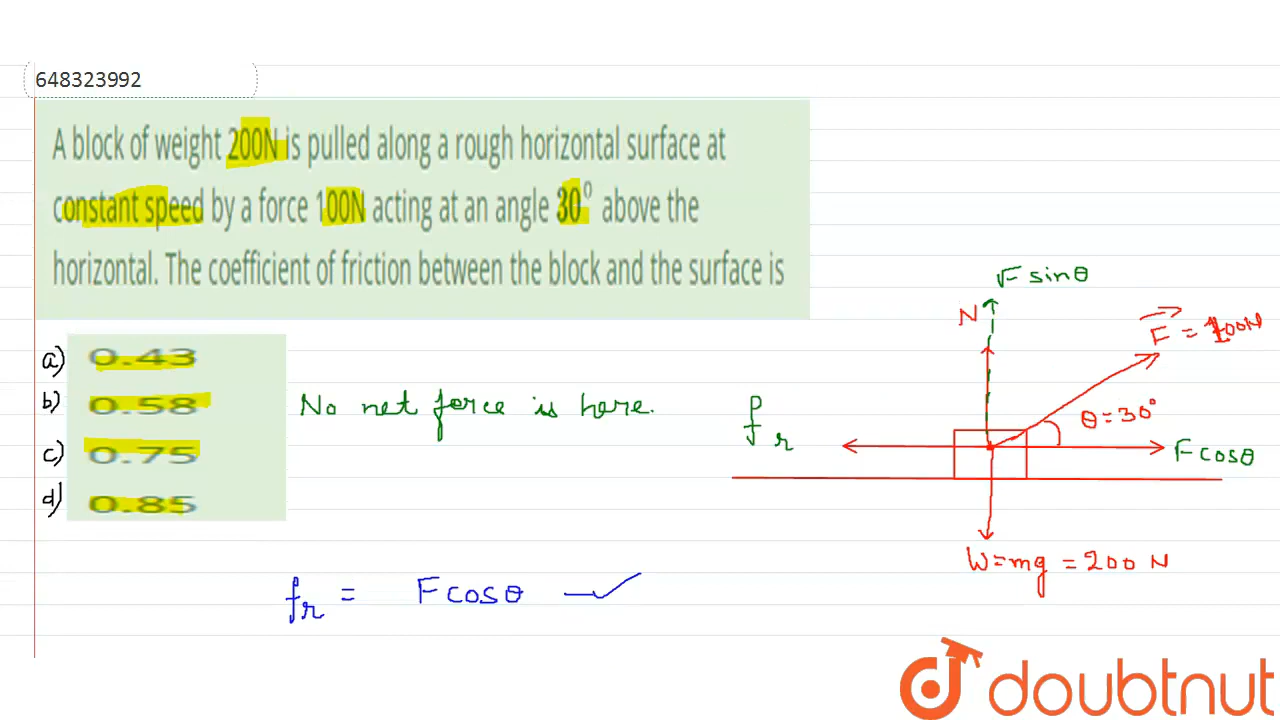 648323992
A block of weight 200N is pulled along a rough horizontal surface at
constant speed by a force 100N acting at an angle 30⁰ above the
horizontal. The coefficient of friction between the block and the surface is
a) 0.43
b) 0.58
c) 0.75
d) 0.85
No net force is here.
F sinθ
N
F = 100N
θ=30°
fr
F cosθ
W=mg = 200 N
fr = F cosθ
doubtnut